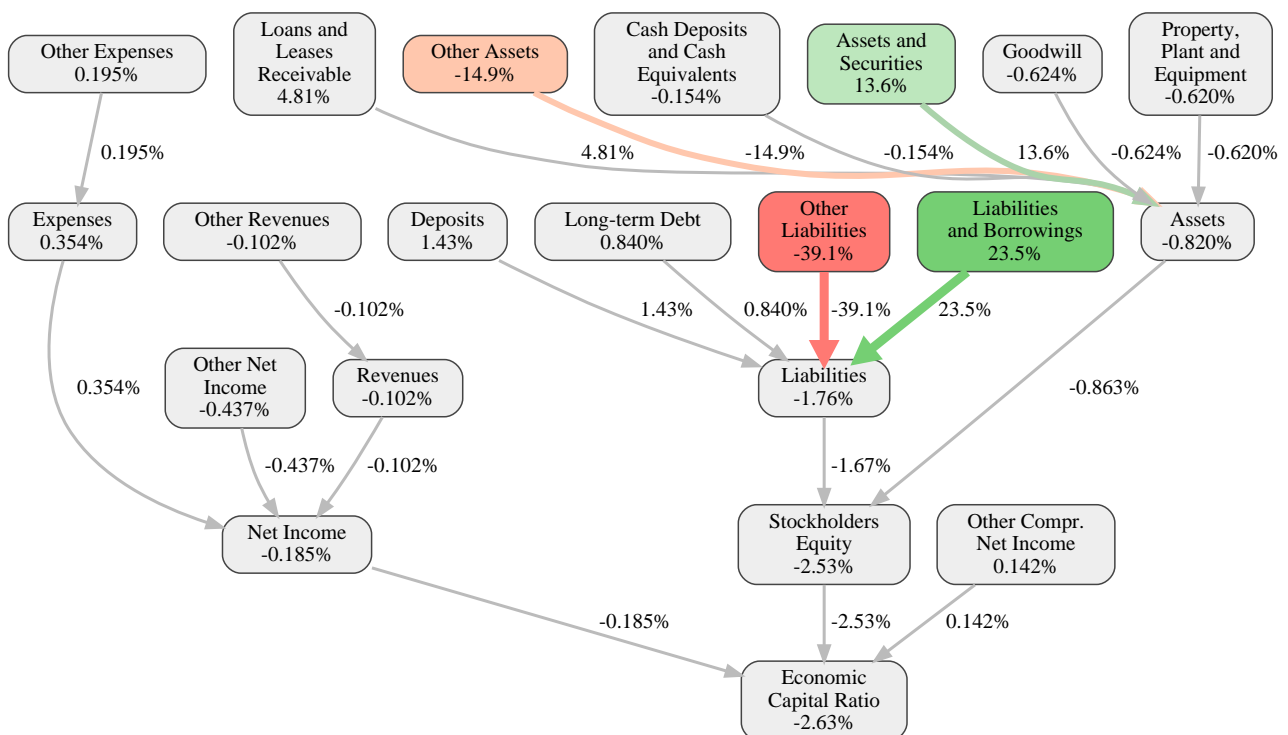 Other Expenses
0.195%
Loans and
Leases
Receivable
4.81%
Other Assets
-14.9%
Cash Deposits
and Cash
Equivalents
-0.154%
Assets and
Securities
13.6%
Goodwill
-0.624%
Property,
Plant and
Equipment
-0.620%
0.195%
4.81%
-14.9%
-0.154%
13.6%
-0.624%
-0.620%
Expenses
0.354%
Other Revenues
-0.102%
Deposits
1.43%
Long-term Debt
0.840%
Other
Liabilities
-39.1%
Liabilities
and Borrowings
23.5%
Assets
-0.820%
-0.102%
1.43%
0.840%
-39.1%
23.5%
0.354%
Other Net
Income
-0.437%
Revenues
-0.102%
Liabilities
-1.76%
-0.863%
-0.437%
-0.102%
-1.67%
Net Income
-0.185%
Stockholders
Equity
-2.53%
Other Compr.
Net Income
0.142%
-0.185%
-2.53%
0.142%
Economic
Capital Ratio
-2.63%